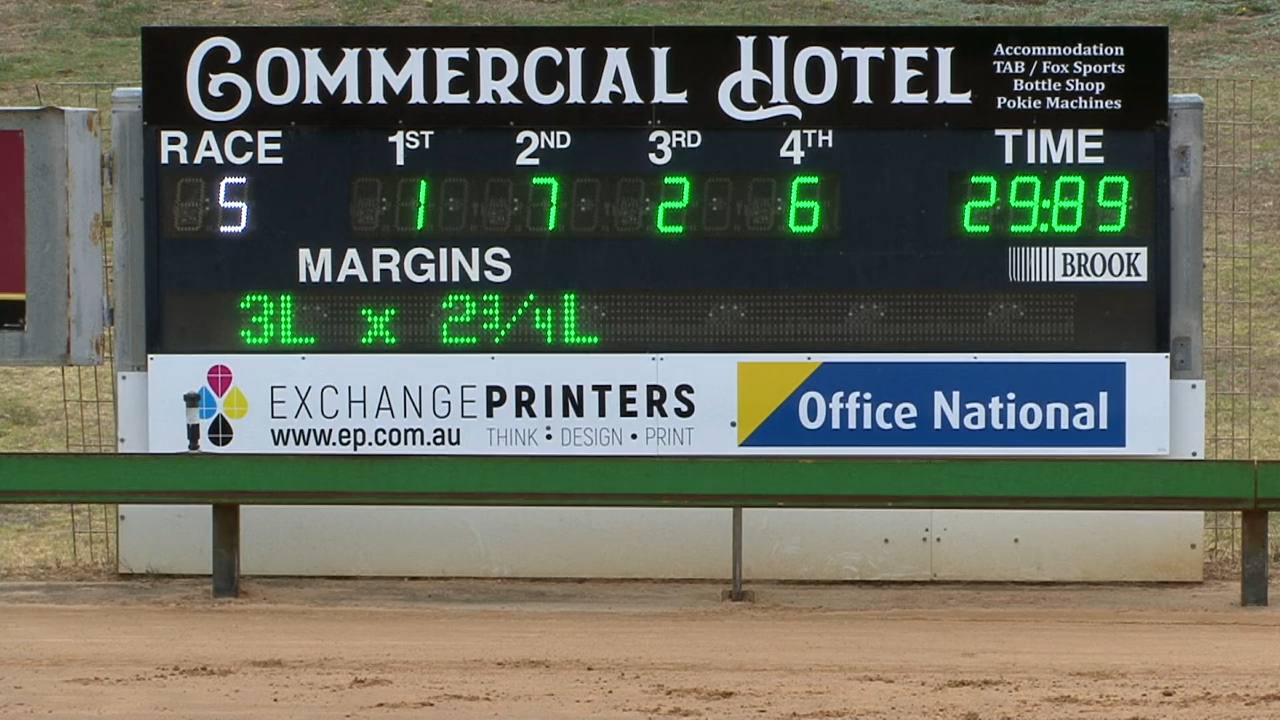 COMMERCIAL HOTEL
Accommodation
TAB / Fox Sports
Bottle Shop
Pokie Machines
RACE 1ST 2ND 3RD 4TH TIME
5 1 7 2 6 29:89
MARGINS
BROOK
3L x 2¾L
EXCHANGEPRINTERS
www.ep.com.au THINK : DESIGN • PRINT
Office National